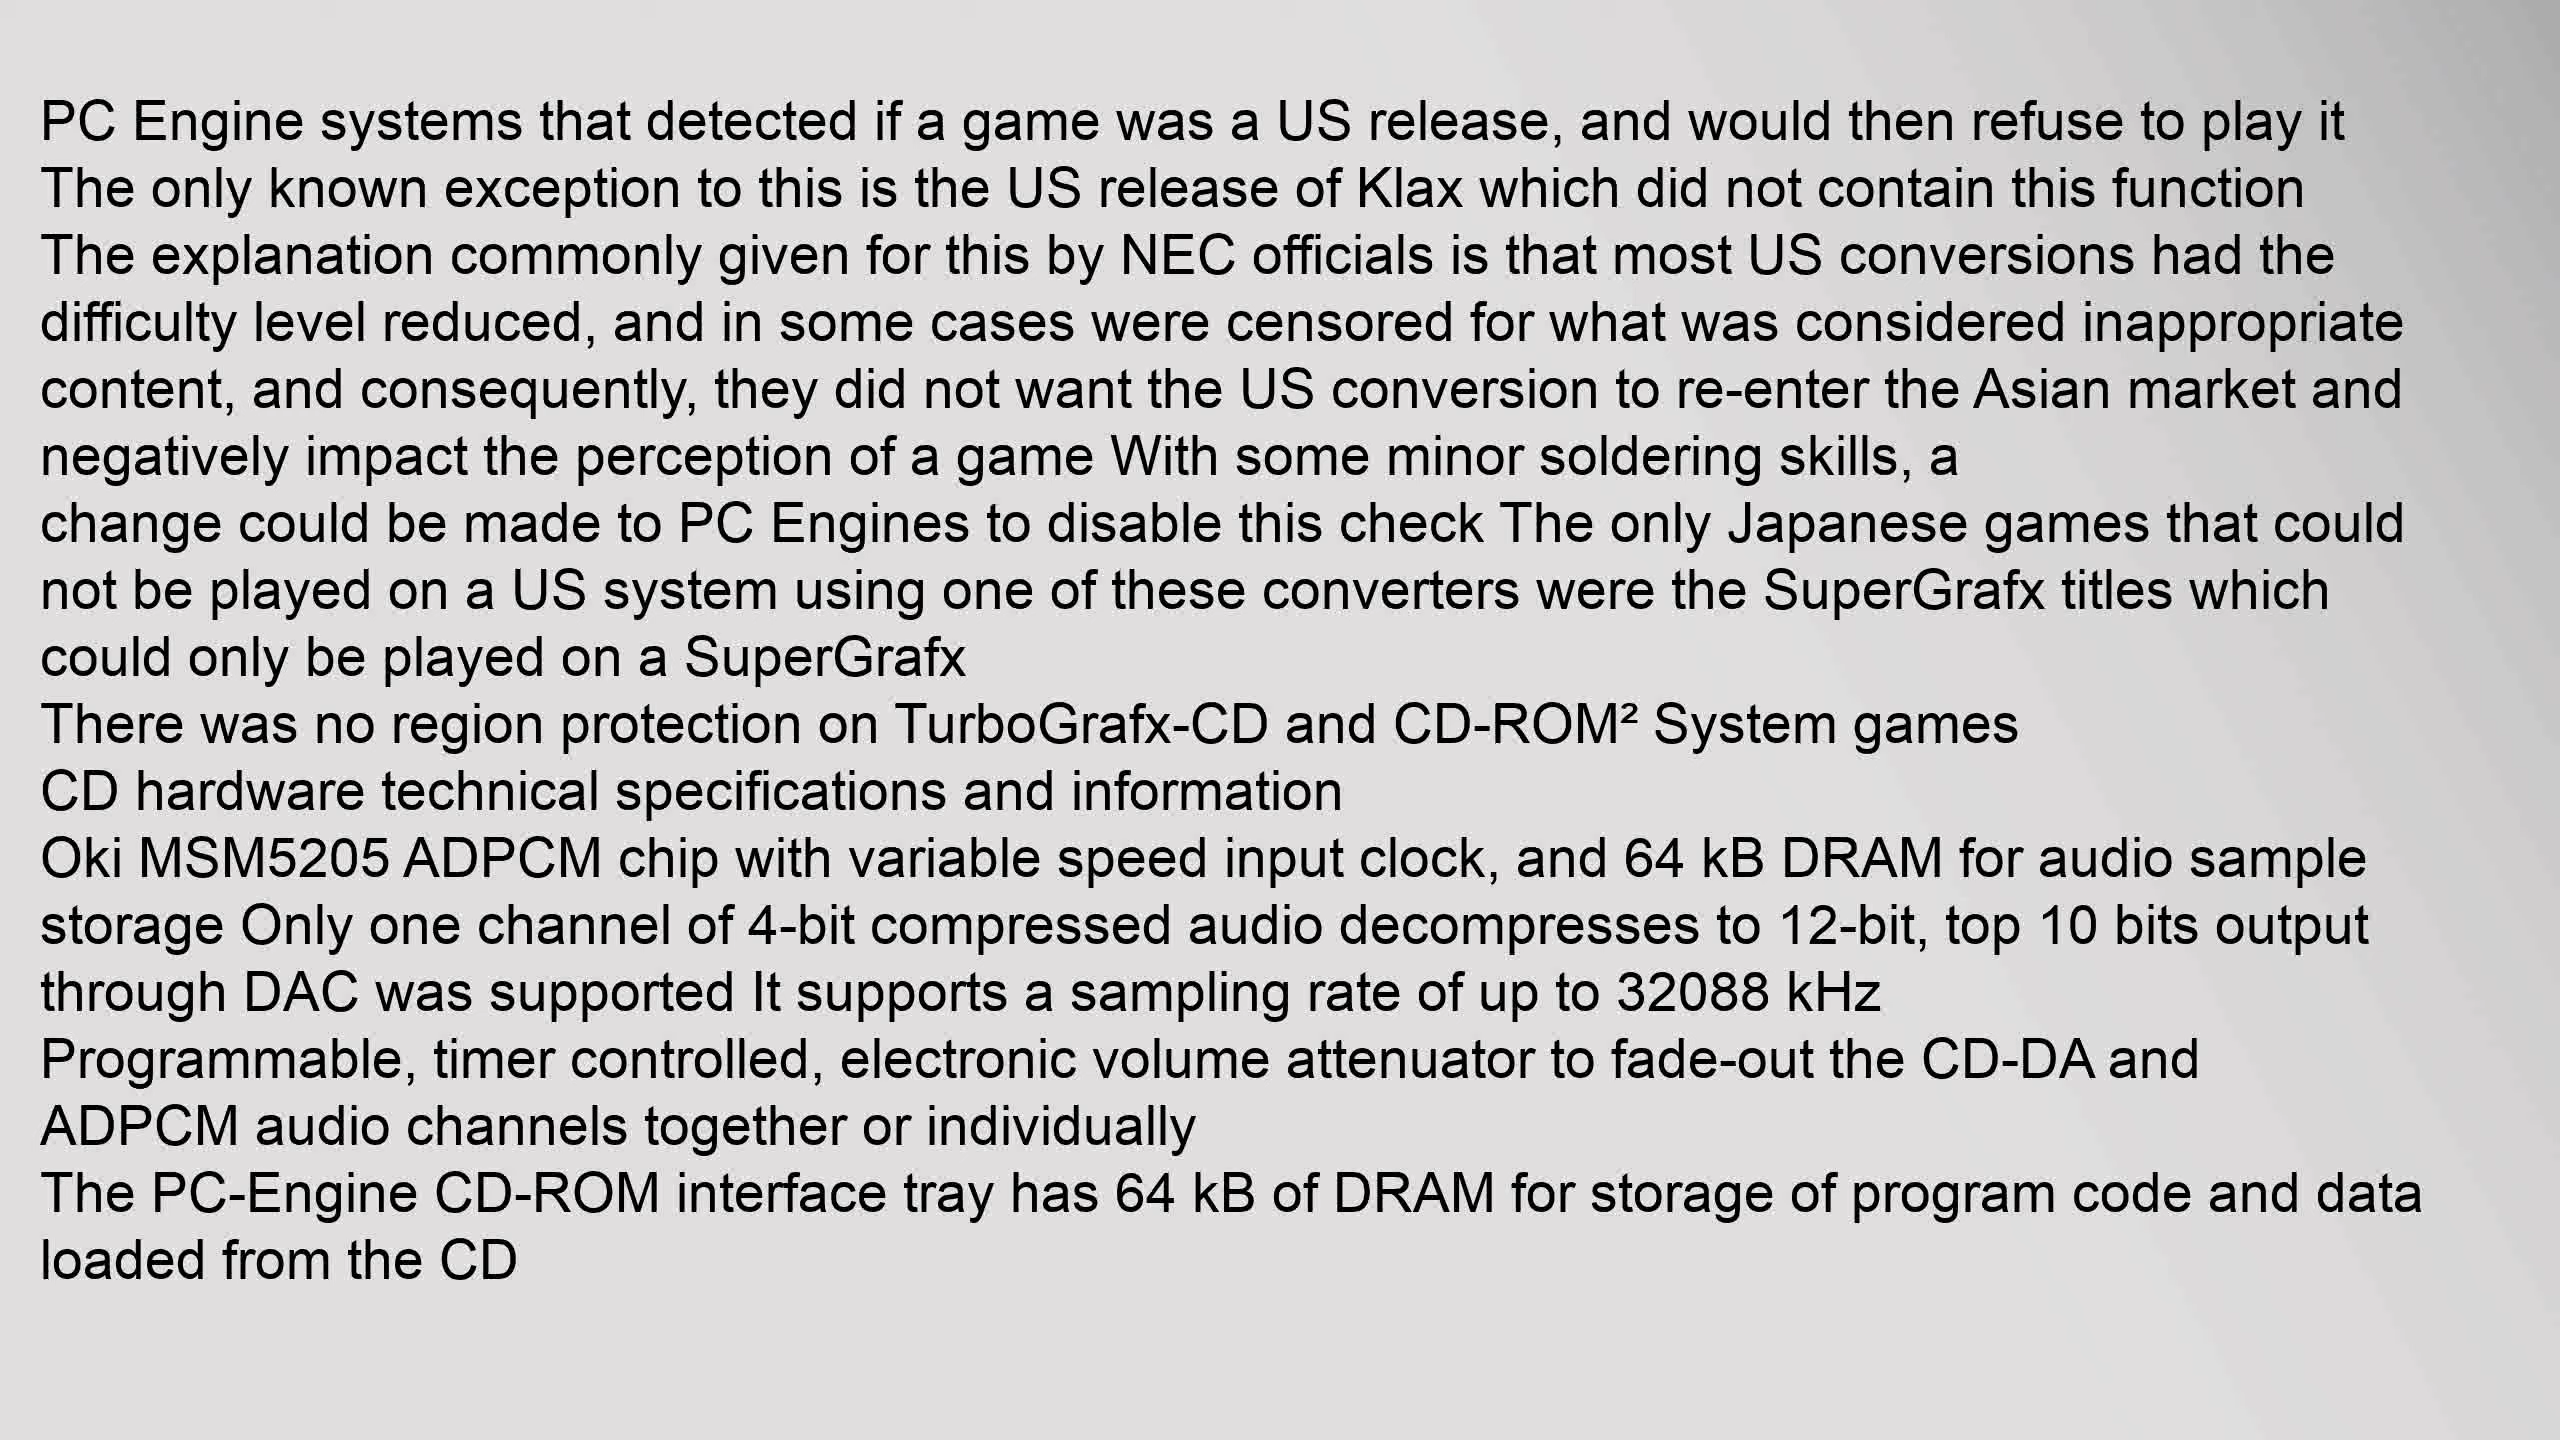 PC Engine systems that detected if a game was a US release, and would then refuse to play it
The only known exception to this is the US release of Klax which did not contain this function
The explanation commonly given for this by NEC officials is that most US conversions had the
difficulty level reduced, and in some cases were censored for what was considered inappropriate
content, and consequently, they did not want the US conversion to re-enter the Asian market and
negatively impact the perception of a game With some minor soldering skills, a
change could be made to PC Engines to disable this check The only Japanese games that could
not be played on a US system using one of these converters were the SuperGrafx titles which
could only be played on a SuperGrafx
There was no region protection on TurboGrafx-CD and CD-ROM² System games
CD hardware technical specifications and information
Oki MSM5205 ADPCM chip with variable speed input clock, and 64 kB DRAM for audio sample
storage Only one channel of 4-bit compressed audio decompresses to 12-bit, top 10 bits output
through DAC was supported It supports a sampling rate of up to 32088 kHz
Programmable, timer controlled, electronic volume attenuator to fade-out the CD-DA and
ADPCM audio channels together or individually
The PC-Engine CD-ROM interface tray has 64 kB of DRAM for storage of program code and data
loaded from the CD